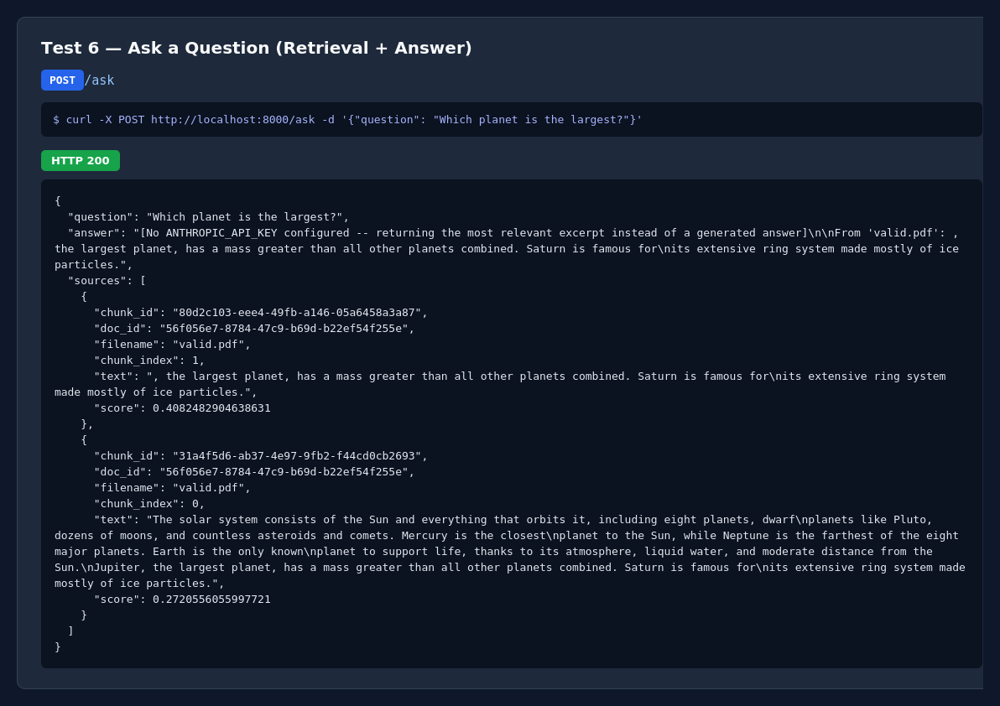 Test 6 — Ask a Question (Retrieval + Answer)
POST /ask
$ curl -X POST http://localhost:8000/ask -d '{"question": "Which planet is the largest?"}'
HTTP 200
{
  "question": "Which planet is the largest?",
  "answer": "[No ANTHROPIC_API_KEY configured -- returning the most relevant excerpt instead of a generated answer]\n\nFrom 'valid.pdf': ,
the largest planet, has a mass greater than all other planets combined. Saturn is famous for\nits extensive ring system made mostly of ice
particles.",
  "sources": [
    {
      "chunk_id": "80d2c103-eee4-49fb-a146-05a6458a3a87",
      "doc_id": "56f056e7-8784-47c9-b69d-b22ef54f255e",
      "filename": "valid.pdf",
      "chunk_index": 1,
      "text": ", the largest planet, has a mass greater than all other planets combined. Saturn is famous for\nits extensive ring system
made mostly of ice particles.",
      "score": 0.4082482904638631
    },
    {
      "chunk_id": "31a4f5d6-ab37-4e97-9fb2-f44cd0cb2693",
      "doc_id": "56f056e7-8784-47c9-b69d-b22ef54f255e",
      "filename": "valid.pdf",
      "chunk_index": 0,
      "text": "The solar system consists of the Sun and everything that orbits it, including eight planets, dwarf\nplanets like Pluto,
dozens of moons, and countless asteroids and comets. Mercury is the closest\nplanet to the Sun, while Neptune is the farthest of the eight
major planets. Earth is the only known\nplanet to support life, thanks to its atmosphere, liquid water, and moderate distance from the
Sun.\nJupiter, the largest planet, has a mass greater than all other planets combined. Saturn is famous for\nits extensive ring system made
mostly of ice particles.",
      "score": 0.2720556055997721
    }
  ]
}